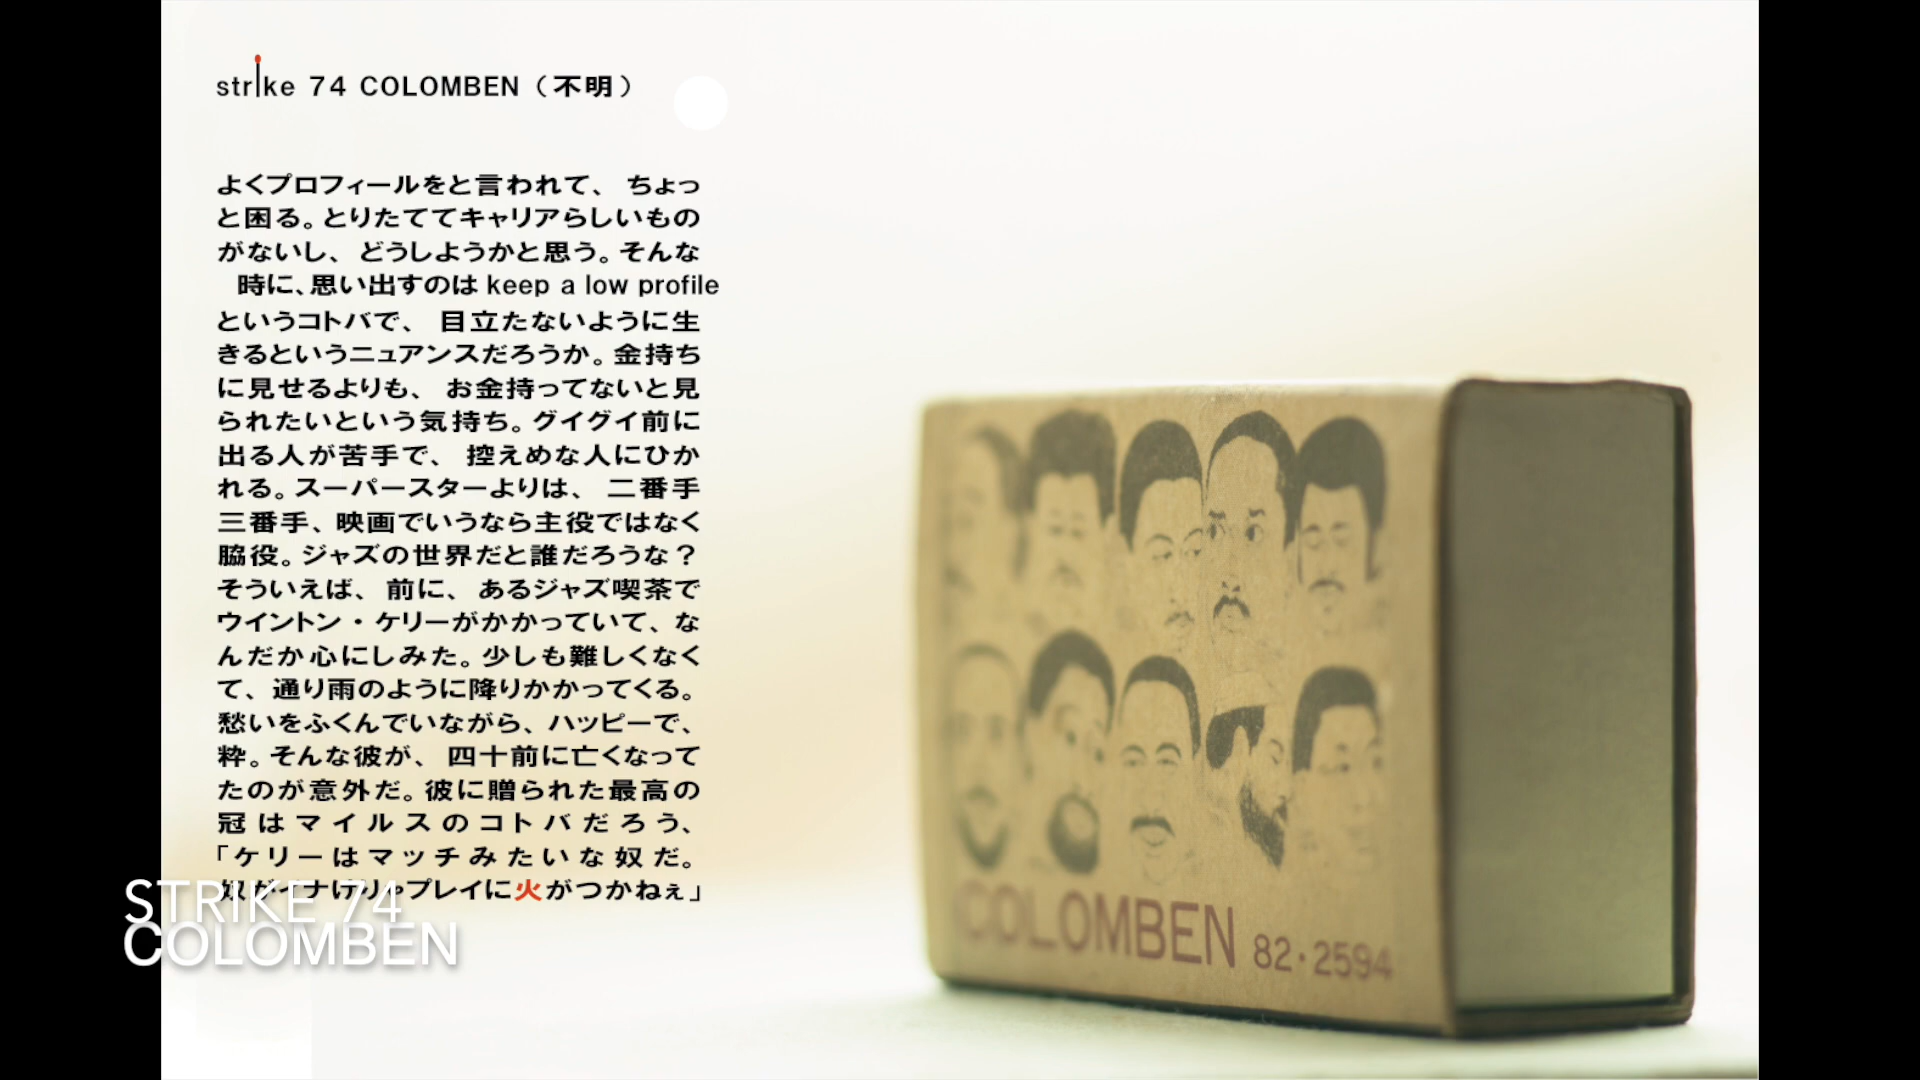 strike 74 COLOMBEN（不明）
よくプロフィールをと言われて、ちょっ
と困る。とりたててキャリアらしいもの
がないし、どうしようかと思う。そんな
時に、思い出すのは keep a low profile
というコトバで、目立たないように生
きるというニュアンスだろうか。金持ち
に見せるよりも、お金持ってないと見
られたいという気持ち。グイグイ前に
出る人が苦手で、控えめな人にひか
れる。スーパースターよりは、二番手
三番手、映画でいうなら主役ではなく
脇役。ジャズの世界だと誰だろうな？
そういえば、前に、あるジャズ喫茶で
ウイントン・ケリーがかかっていて、な
んだか心にしみた。少しも難しくなく
て、通り雨のように降りかかってくる。
愁いをふくんでいながら、ハッピーで、
粋。そんな彼が、四十前に亡くなって
たのが意外だ。彼に贈られた最高の
冠はマイルスのコトバだろう、
「ケリーはマッチみたいな奴だ。
奴がイナけりゃプレイに火がつかねぇ」
STRIKE 74
COLOMBEN
COLOMBEN 82・2594